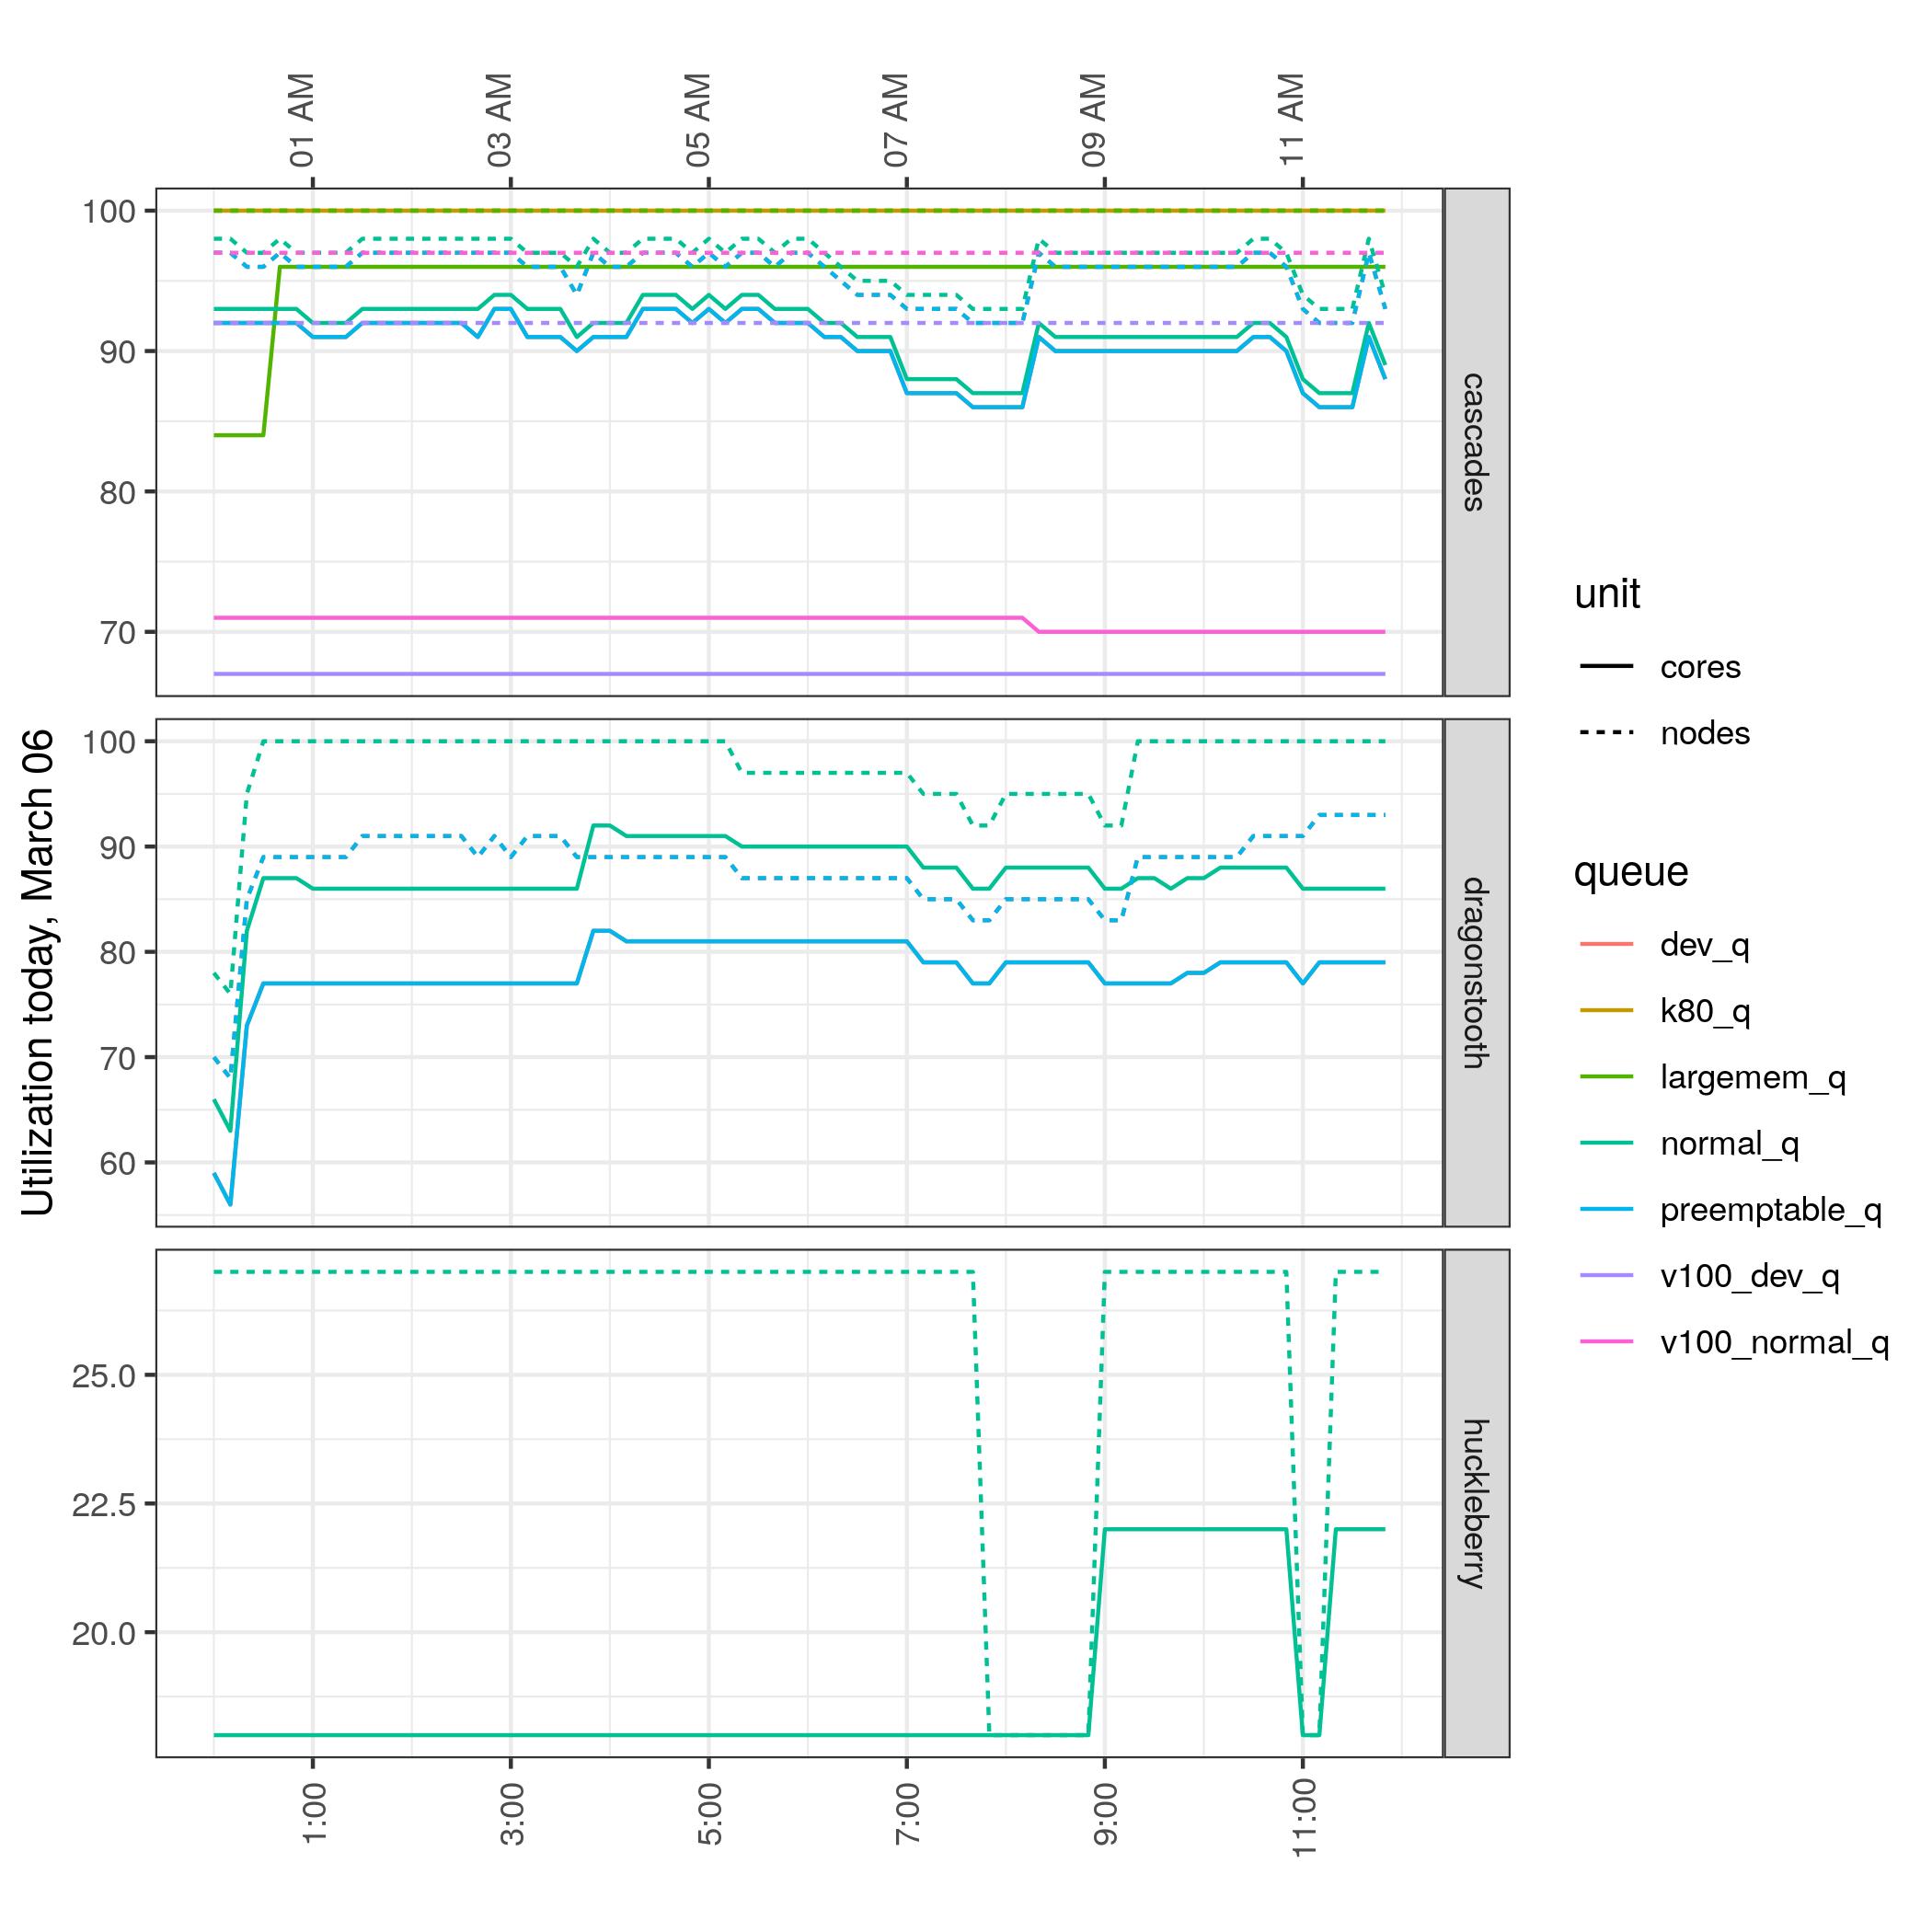 01 AM
03 AM
05 AM
07 AM
09 AM
11 AM
Utilization today, March 06
100
90
80
70
cascades
100
90
80
70
60
dragonstooth
25.0
22.5
20.0
huckleberry
1:00
3:00
5:00
7:00
9:00
11:00
unit
cores
nodes
queue
dev_q
k80_q
largemem_q
normal_q
preemptable_q
v100_dev_q
v100_normal_q